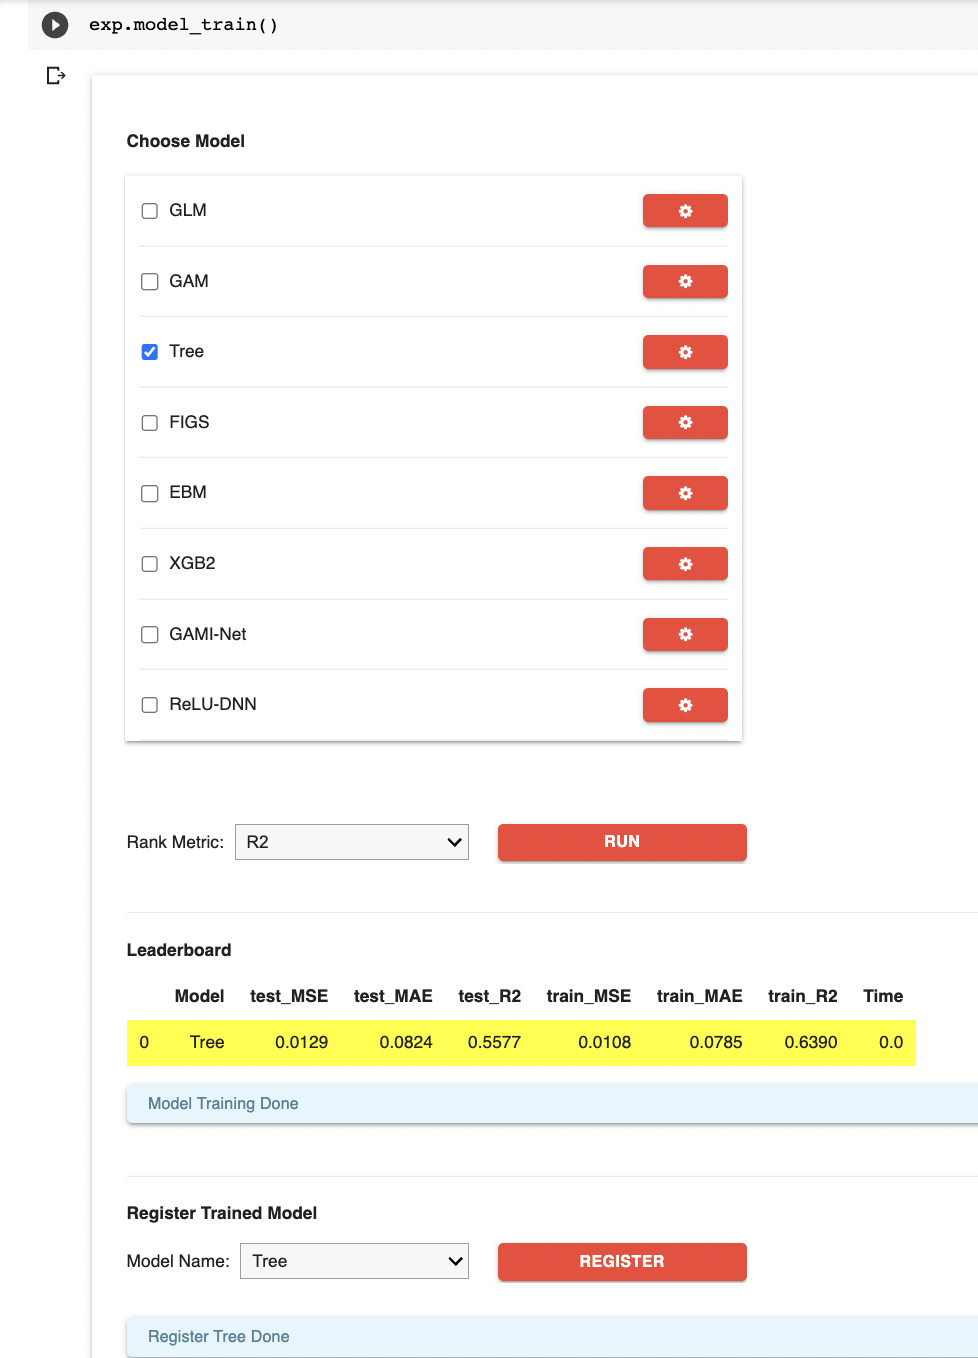 exp.model_train()
Choose Model
GLM
GAM
Tree
FIGS
EBM
XGB2
GAMI-Net
ReLU-DNN
Rank Metric: R2 RUN
Leaderboard
Model test_MSE test_MAE test_R2 train_MSE train_MAE train_R2 Time
0 Tree 0.0129 0.0824 0.5577 0.0108 0.0785 0.6390 0.0
Model Training Done
Register Trained Model
Model Name: Tree REGISTER
Register Tree Done